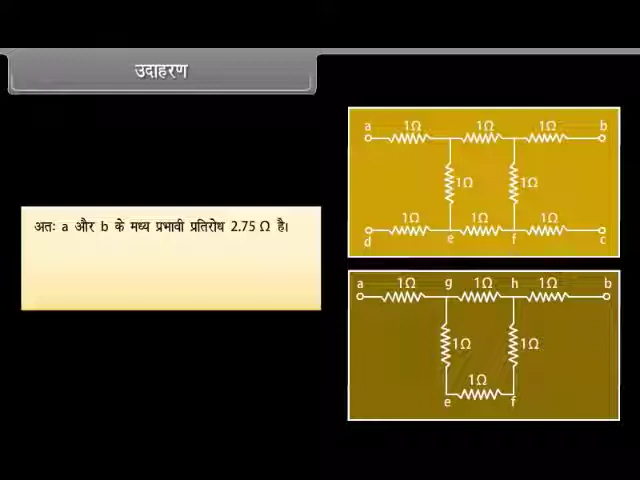 उदाहरण
अतः a और b के मध्य प्रभावी प्रतिरोध 2.75 Ω है।
a 1Ω 1Ω 1Ω b
1Ω 1Ω
d 1Ω e 1Ω f 1Ω c
a 1Ω g 1Ω h 1Ω b
1Ω 1Ω
1Ω
e f